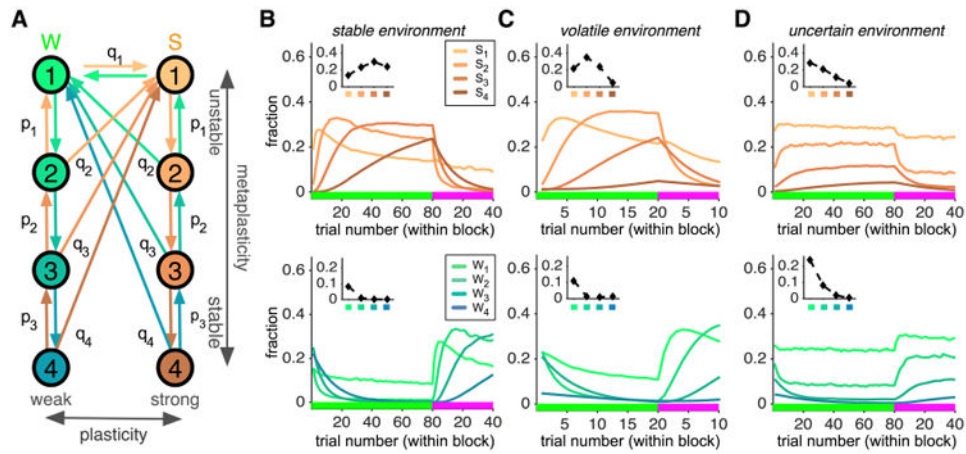 A
W
S
q1
1
1
p1
p1
unstable
q2
q2
2
2
metaplasticity
p2
p2
q3
q3
3
3
p3
p3
stable
q4
q4
4
4
weak
strong
plasticity
B
stable environment
0.6
0.4
0.2
0
fraction
0.4
0.2
0
S1
S2
S3
S4
20
40
60
80
20
40
trial number (within block)
0.6
0.4
0.2
0
fraction
0.2
0.1
0
W1
W2
W3
W4
20
40
60
80
20
40
trial number (within block)
C
volatile environment
0.6
0.4
0.2
0
0.4
0.2
0
5
10
15
20
5
10
trial number (within block)
0.6
0.4
0.2
0
0.2
0.1
0
5
10
15
20
5
10
trial number (within block)
D
uncertain environment
0.6
0.4
0.2
0
0.4
0.2
0
20
40
60
80
20
40
trial number (within block)
0.6
0.4
0.2
0
0.2
0.1
0
20
40
60
80
20
40
trial number (within block)